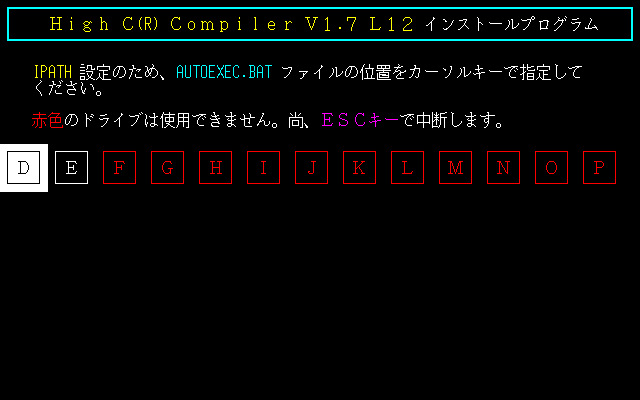 Ｈｉｇｈ Ｃ(R) Ｃｏｍｐｉｌｅｒ Ｖ１.７ Ｌ１２ インストールプログラム
IPATH 設定のため、AUTOEXEC.BAT ファイルの位置をカーソルキーで指定して
ください。
赤色のドライブは使用できません。尚、ＥＳＣキーで中断します。
Ｄ Ｅ Ｆ Ｇ Ｈ Ｉ Ｊ Ｋ Ｌ Ｍ Ｎ Ｏ Ｐ